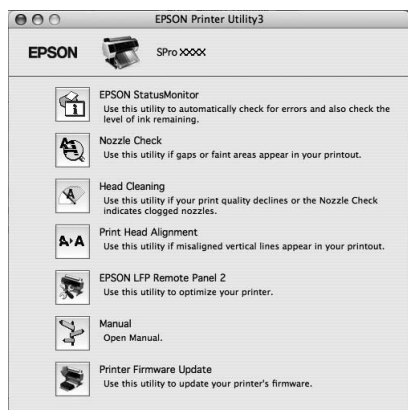 EPSON Printer Utility3
EPSON
SPro XXXX
EPSON StatusMonitor
Use this utility to automatically check for errors and also check the
level of ink remaining.
Nozzle Check
Use this utility if gaps or faint areas appear in your printout.
Head Cleaning
Use this utility if your print quality declines or the Nozzle Check
indicates clogged nozzles.
Print Head Alignment
Use this utility if misaligned vertical lines appear in your printout.
EPSON LFP Remote Panel 2
Use this utility to optimize your printer.
Manual
Open Manual.
Printer Firmware Update
Use this utility to update your printer's firmware.